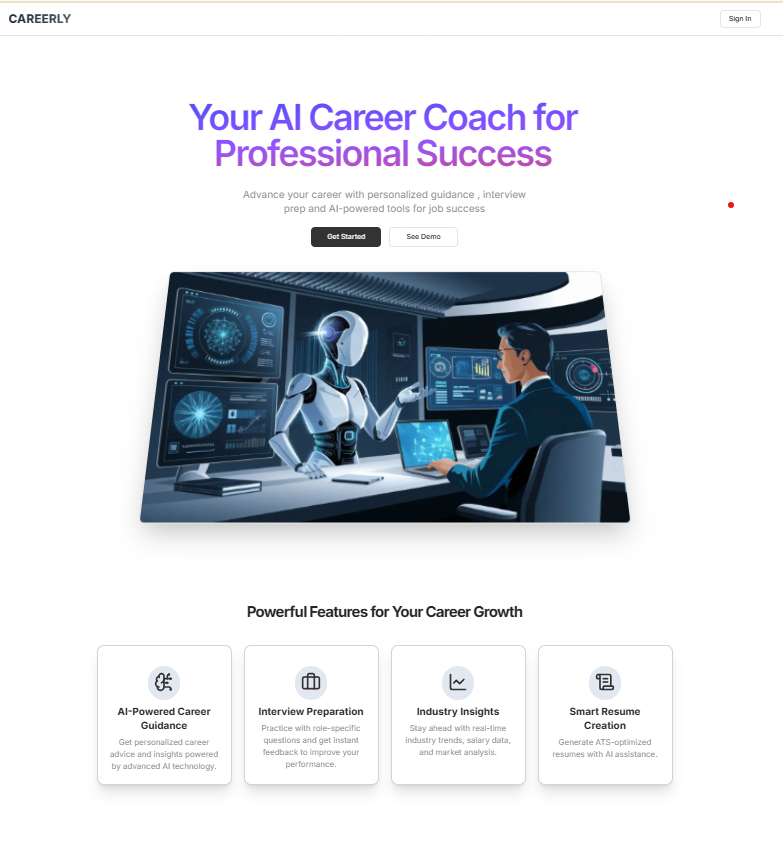 CAREERLY
Sign In
Your AI Career Coach for
Professional Success
Advance your career with personalized guidance , interview
prep and AI-powered tools for job success
Get Started
See Demo
Powerful Features for Your Career Growth
AI-Powered Career
Guidance
Get personalized career
advice and insights powered
by advanced AI technology.
Interview Preparation
Practice with role-specific
questions and get instant
feedback to improve your
performance.
Industry Insights
Stay ahead with real-time
industry trends, salary data,
and market analysis.
Smart Resume
Creation
Generate ATS-optimized
resumes with AI assistance.